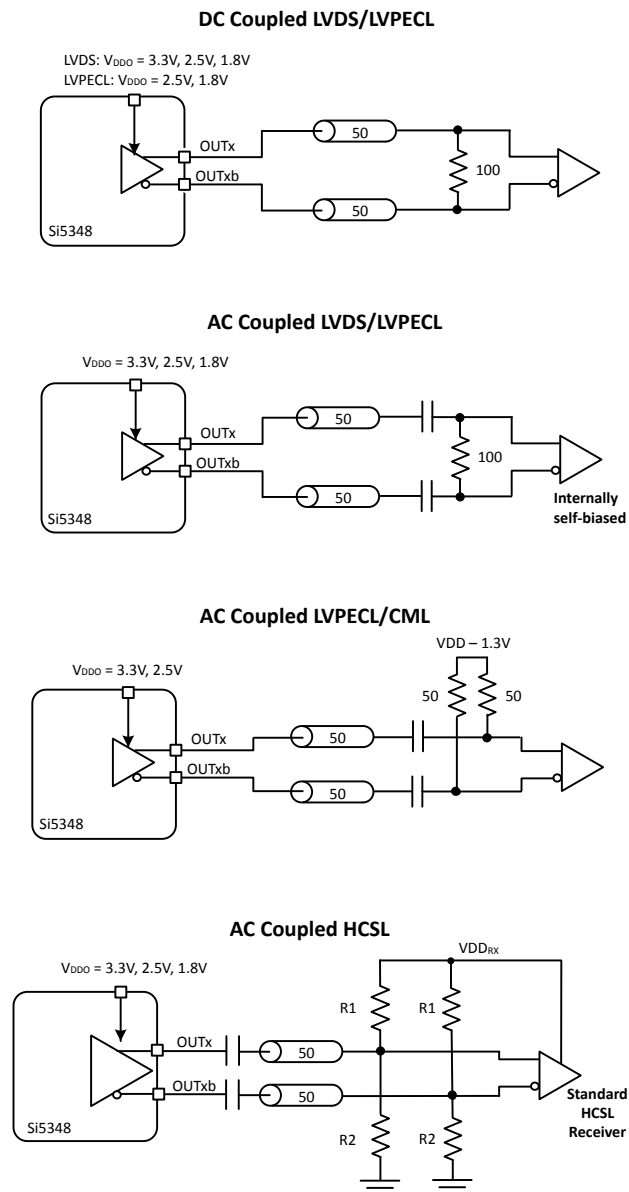 DC Coupled LVDS/LVPECL
LVDS: VDDO = 3.3V, 2.5V, 1.8V
LVPECL: VDDO = 2.5V, 1.8V
OUTx
50
100
OUTxb
50
Si5348
AC Coupled LVDS/LVPECL
VDDO = 3.3V, 2.5V, 1.8V
OUTx
50
100
OUTxb
50
Si5348
Internally
self-biased
AC Coupled LVPECL/CML
VDD – 1.3V
VDDO = 3.3V, 2.5V
50
50
OUTx
50
OUTxb
50
Si5348
AC Coupled HCSL
VDDRX
VDDO = 3.3V, 2.5V, 1.8V
R1
R1
OUTx
50
OUTxb
50
Si5348
R2
R2
Standard
HCSL
Receiver